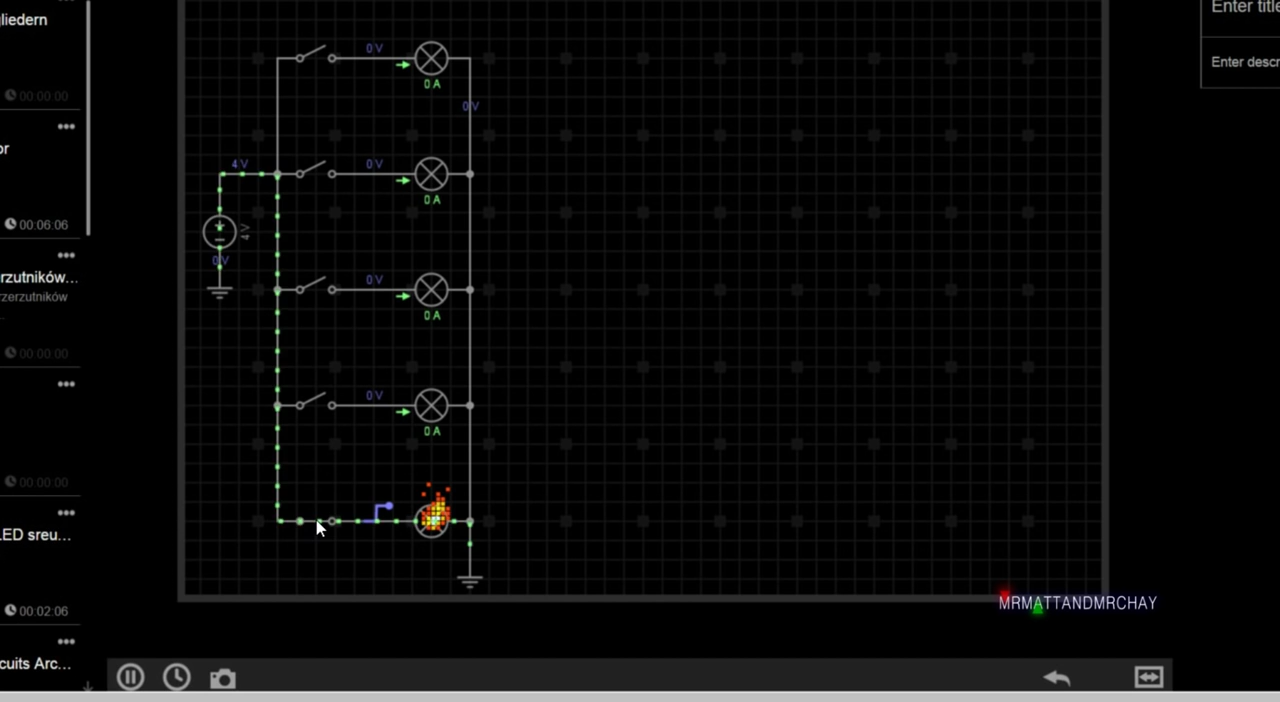 liedern
00:00:00
or
00:06:06
rzutników...
rzerzutników
00:00:00
00:00:00
LED sreu...
00:02:06
cuits Arc...
0 V
0 A
0 V
4 V
0 V
0 A
4 V
0 V
0 V
0 A
0 V
0 A
Enter title
Enter descr
MRMATTANDMRCHAY